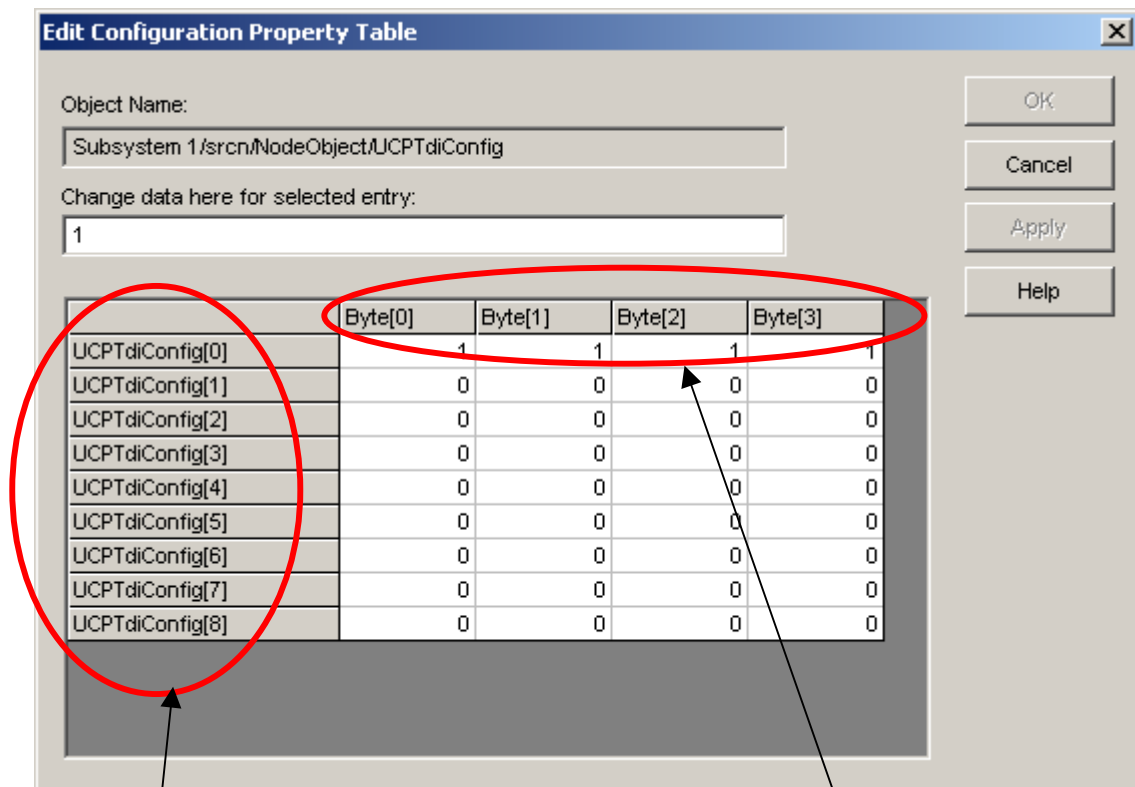 Edit Configuration Property Table
Object Name:
OK
Subsystem 1/srcn/NodeObject/UCPTdiConfig
Cancel
Change data here for selected entry:
1
Apply
Help
Byte[0] Byte[1] Byte[2] Byte[3]
UCPTdiConfig[0] 1 1 1 1
UCPTdiConfig[1] 0 0 0 0
UCPTdiConfig[2] 0 0 0 0
UCPTdiConfig[3] 0 0 0 0
UCPTdiConfig[4] 0 0 0 0
UCPTdiConfig[5] 0 0 0 0
UCPTdiConfig[6] 0 0 0 0
UCPTdiConfig[7] 0 0 0 0
UCPTdiConfig[8] 0 0 0 0